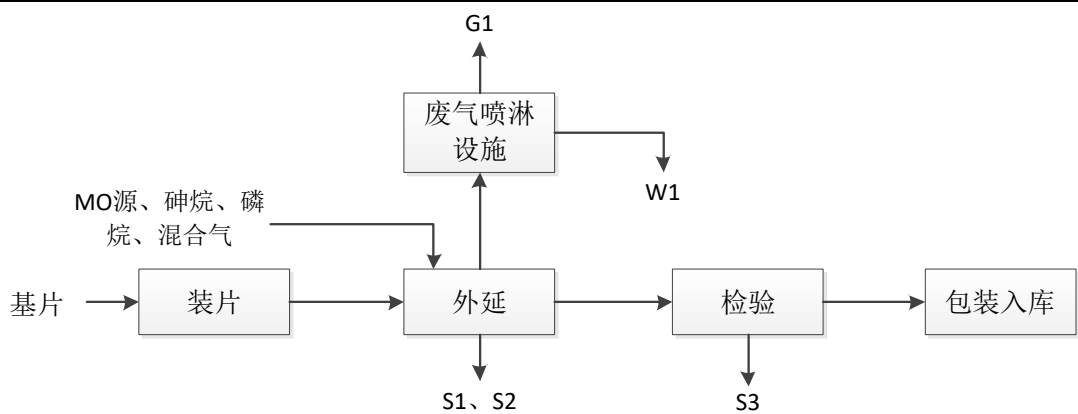 G1
废气喷淋
设施
W1
MO源、砷烷、磷
烷、混合气
基片
装片
外延
检验
包装入库
S1、S2
S3